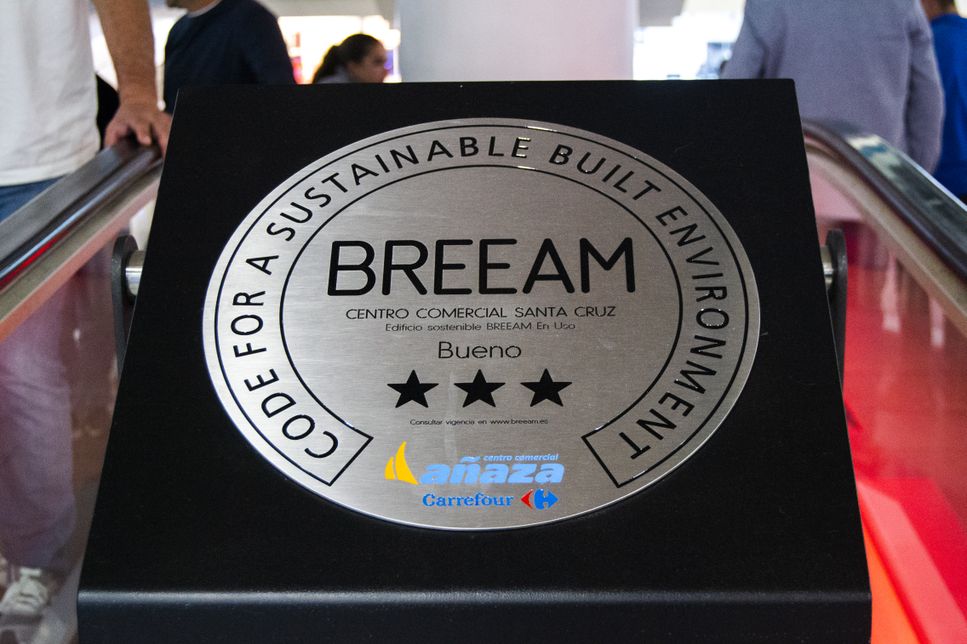 CODE FOR A SUSTAINABLE BUILT ENVIRONMENT
BREEAM
CENTRO COMERCIAL SANTA CRUZ
Edificio sostenible BREEAM En Uso
Bueno
Consultar vigencia en www.breeam.es
centro comercial
añaza
Carrefour